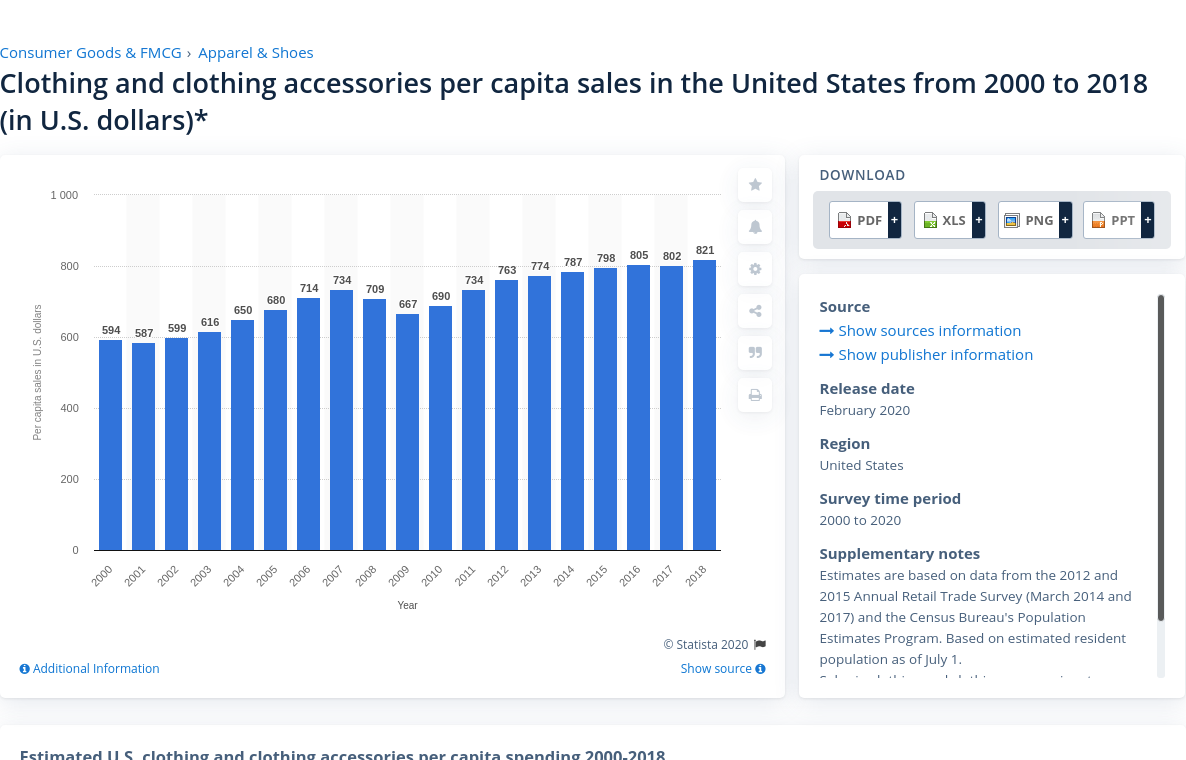 Consumer Goods & FMCG › Apparel & Shoes
Clothing and clothing accessories per capita sales in the United States from 2000 to 2018
(in U.S. dollars)*
1 000
800
600
400
200
0
Per capita sales in U.S. dollars
594 587 599 616 650 680 714 734 709 667 690 734 763 774 787 798 805 802 821
2000 2001 2002 2003 2004 2005 2006 2007 2008 2009 2010 2011 2012 2013 2014 2015 2016 2017 2018
Year
© Statista 2020
Additional Information
Show source
DOWNLOAD
PDF + XLS + PNG + PPT +
Source
Show sources information
Show publisher information
Release date
February 2020
Region
United States
Survey time period
2000 to 2020
Supplementary notes
Estimates are based on data from the 2012 and
2015 Annual Retail Trade Survey (March 2014 and
2017) and the Census Bureau's Population
Estimates Program. Based on estimated resident
population as of July 1.
Estimated U.S. clothing and clothing accessories per capita spending 2000-2018